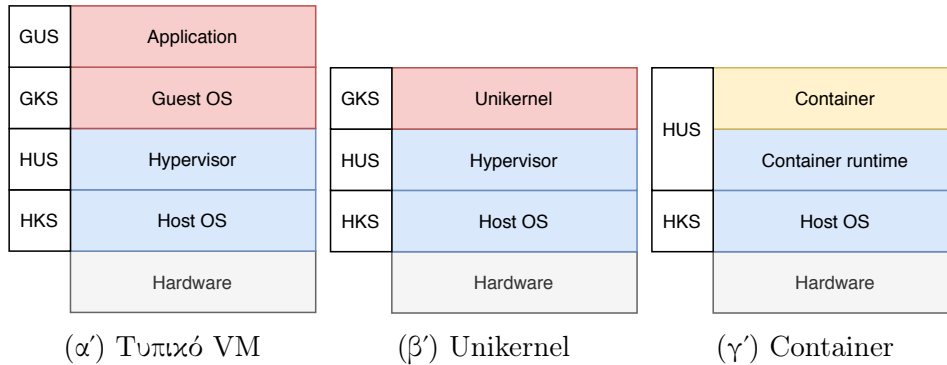 GUS Application
GKS Guest OS
HUS Hypervisor
HKS Host OS
Hardware
(α΄) Τυπικό VM
GKS Unikernel
HUS Hypervisor
HKS Host OS
Hardware
(β΄) Unikernel
HUS
Container
Container runtime
HKS Host OS
Hardware
(γ΄) Container